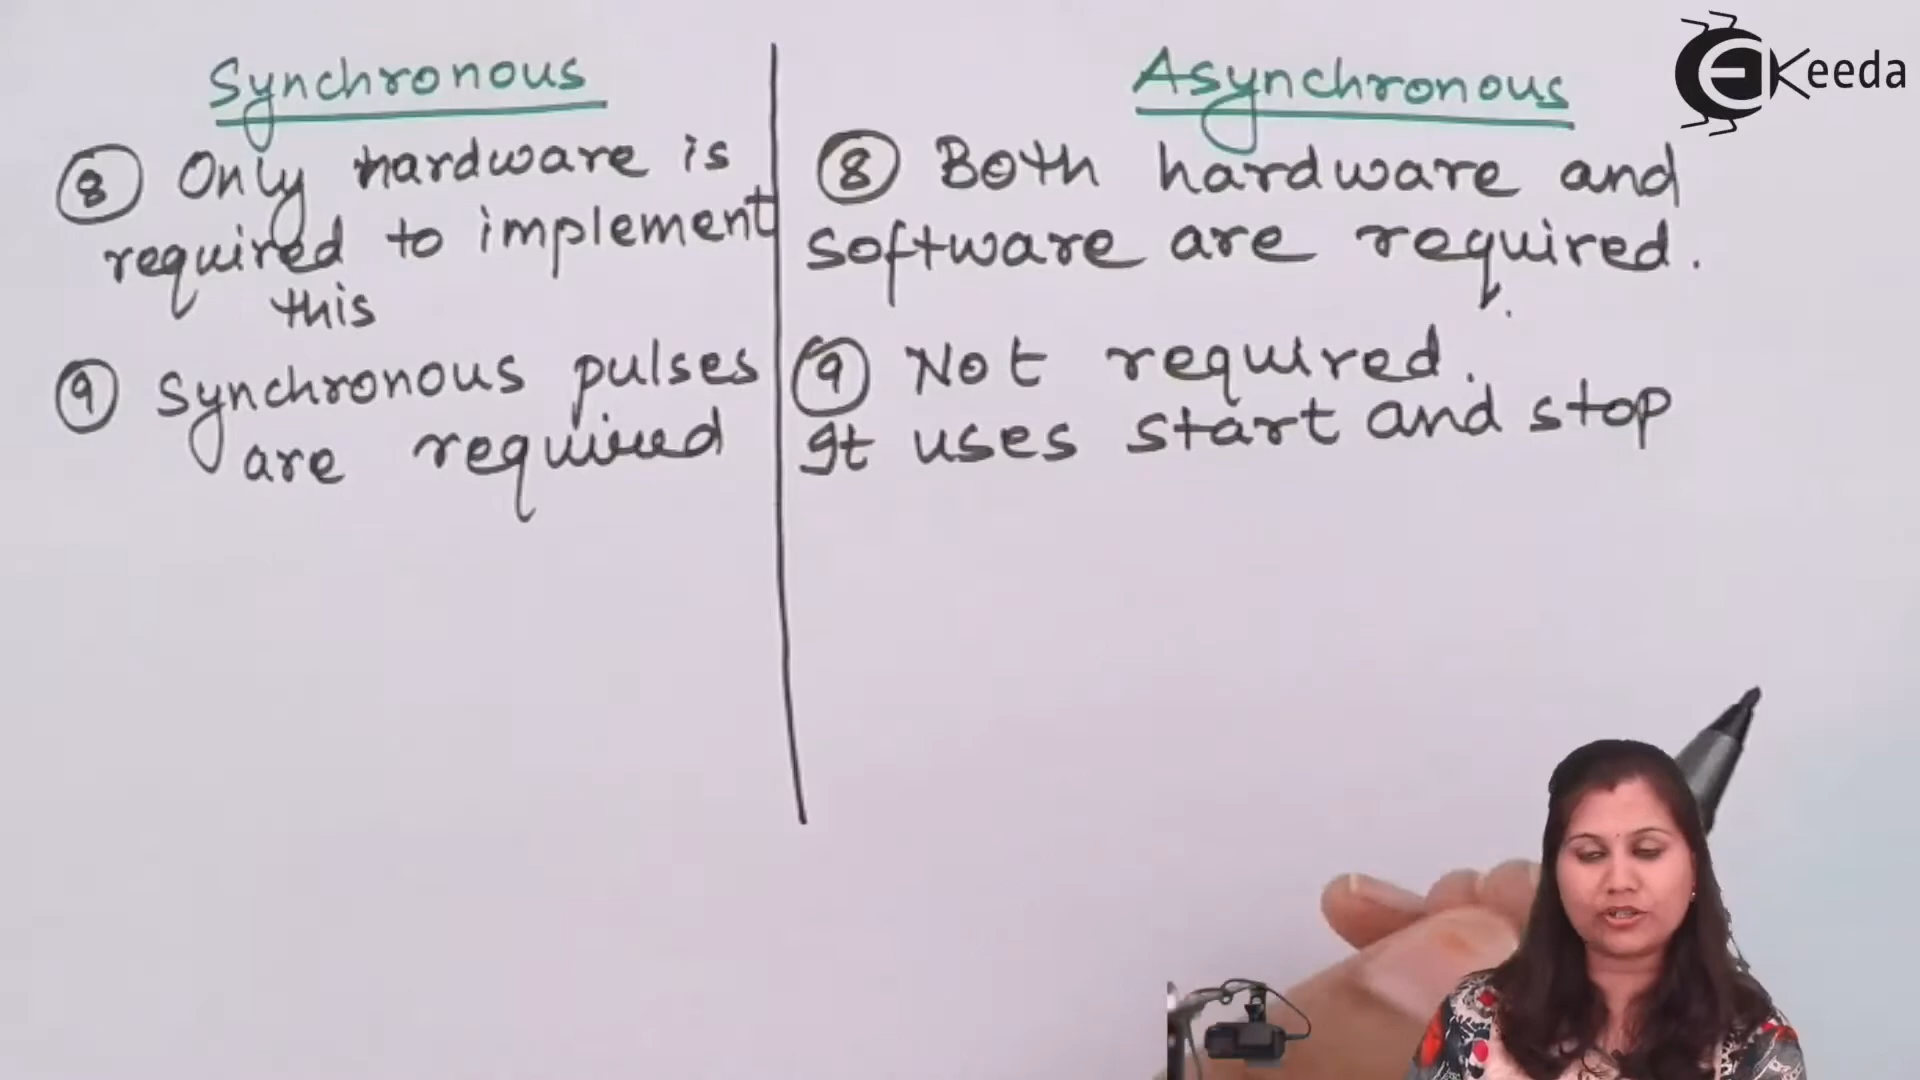 Synchronous
⑧ Only hardware is
required to implement
this
⑨ Synchronous pulses
are required
Asynchronous
⑧ Both hardware and
software are required.
⑨ Not required.
It uses start and stop
EKeeda